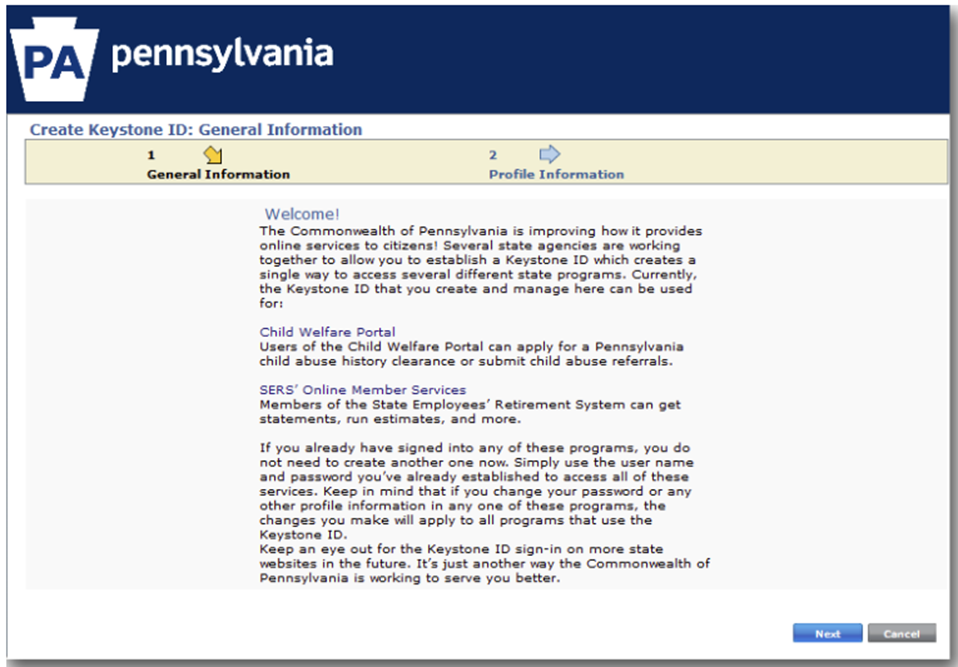 PA pennsylvania
Create Keystone ID: General Information
1
General Information
2
Profile Information
Welcome!
The Commonwealth of Pennsylvania is improving how it provides
online services to citizens! Several state agencies are working
together to allow you to establish a Keystone ID which creates a
single way to access several different state programs. Currently,
the Keystone ID that you create and manage here can be used
for:
Child Welfare Portal
Users of the Child Welfare Portal can apply for a Pennsylvania
child abuse history clearance or submit child abuse referrals.
SERS’ Online Member Services
Members of the State Employees’ Retirement System can get
statements, run estimates, and more.
If you already have signed into any of these programs, you do
not need to create another one now. Simply use the user name
and password you’ve already established to access all of these
services. Keep in mind that if you change your password or any
other profile information in any one of these programs, the
changes you make will apply to all programs that use the
Keystone ID.
Keep an eye out for the Keystone ID sign-in on more state
websites in the future. It’s just another way the Commonwealth of
Pennsylvania is working to serve you better.
Next Cancel